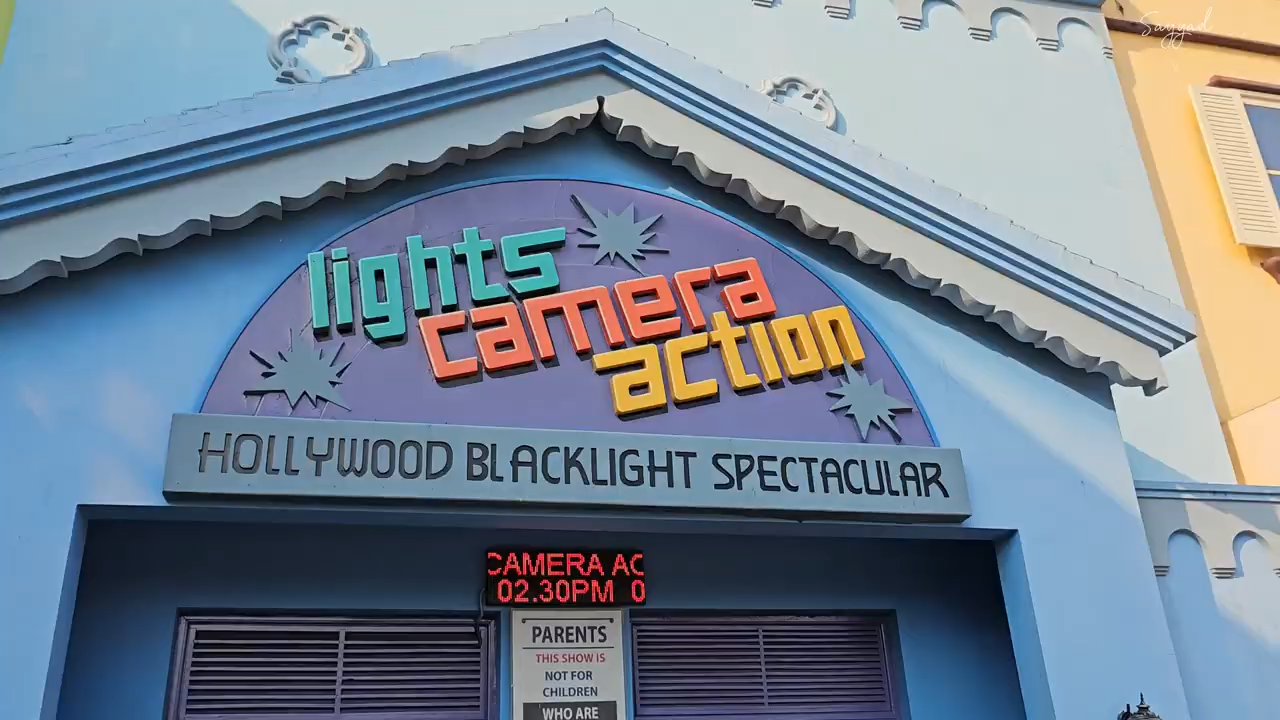 Sayyad
lights
camera
action
HOLLYWOOD BLACKLIGHT SPECTACULAR
CAMERA AC
02.30PM 0
PARENTS
THIS SHOW IS
NOT FOR
CHILDREN
WHO ARE